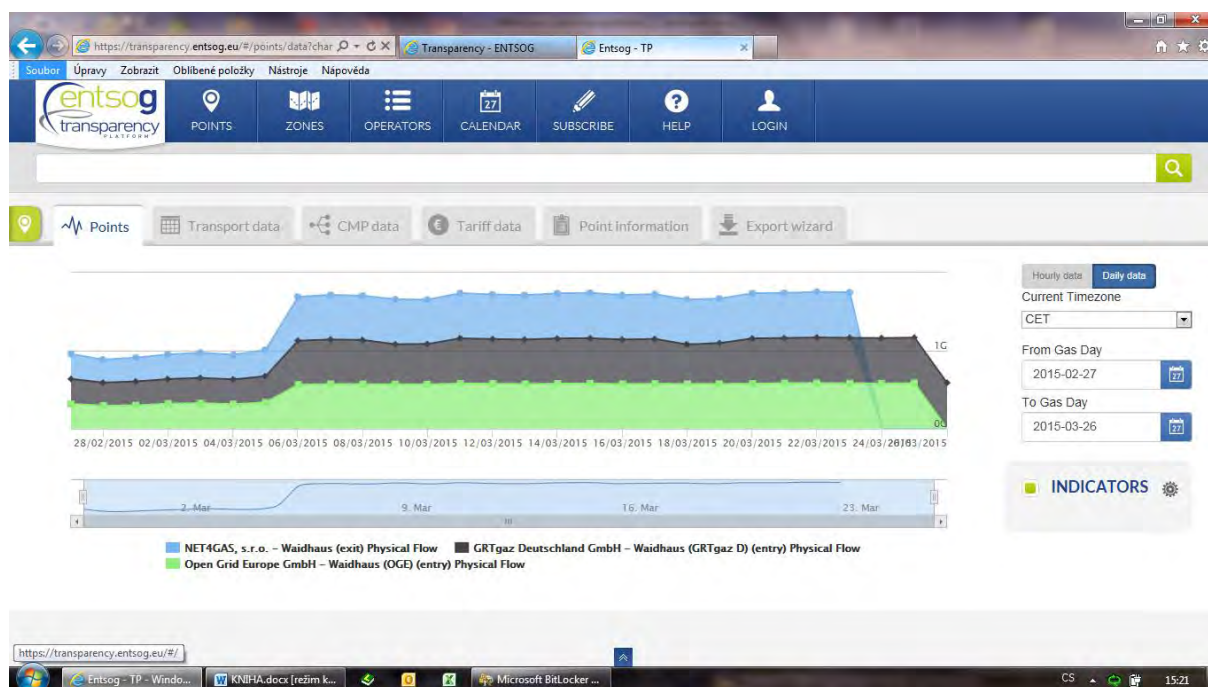 https://transparency.entsog.eu/#/points/data?char
Transparency - ENTSOG
Entsog - TP
Soubor Úpravy Zobrazit Oblíbené položky Nástroje Nápověda
entsog
transparency
PLATFORM
POINTS
ZONES
OPERATORS
27
CALENDAR
SUBSCRIBE
HELP
LOGIN
Points
Transport data
CMP data
Tariff data
Point information
Export wizard
Hourly data
Daily data
Current Timezone
CET
From Gas Day
2015-02-27
27
To Gas Day
2015-03-26
27
INDICATORS
1G
0G
28/02/2015 02/03/2015 04/03/2015 06/03/2015 08/03/2015 10/03/2015 12/03/2015 14/03/2015 16/03/2015 18/03/2015 20/03/2015 22/03/2015 24/03/2015
2. Mar
9. Mar
16. Mar
23. Mar
NET4GAS, s.r.o. – Waidhaus (exit) Physical Flow
GRTgaz Deutschland GmbH – Waidhaus (GRTgaz D) (entry) Physical Flow
Open Grid Europe GmbH – Waidhaus (OGE) (entry) Physical Flow
https://transparency.entsog.eu/#/
Entsog - TP - Windo...
KNIHA.docx [režim k...
Microsoft BitLocker ...
CS
15:21